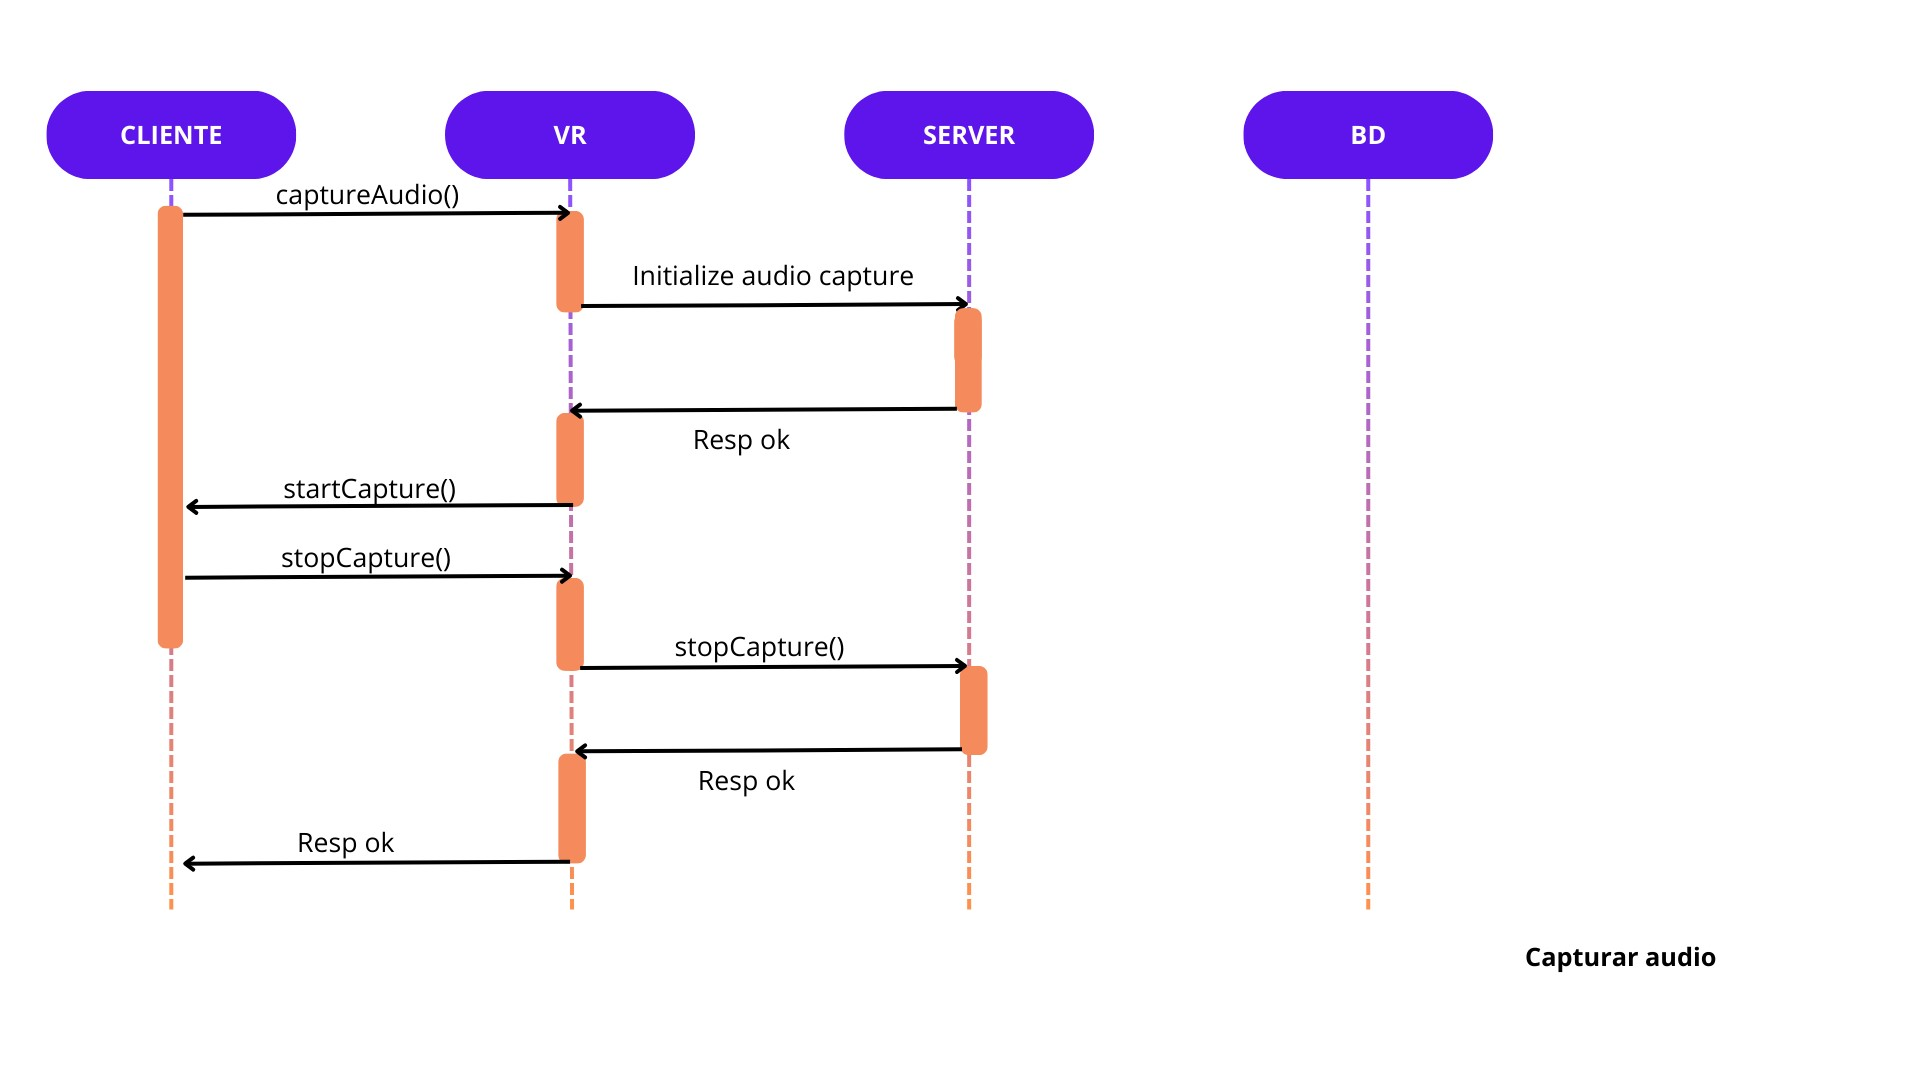 CLIENTE
VR
SERVER
BD
captureAudio()
Initialize audio capture
Resp ok
startCapture()
stopCapture()
stopCapture()
Resp ok
Resp ok
Capturar audio